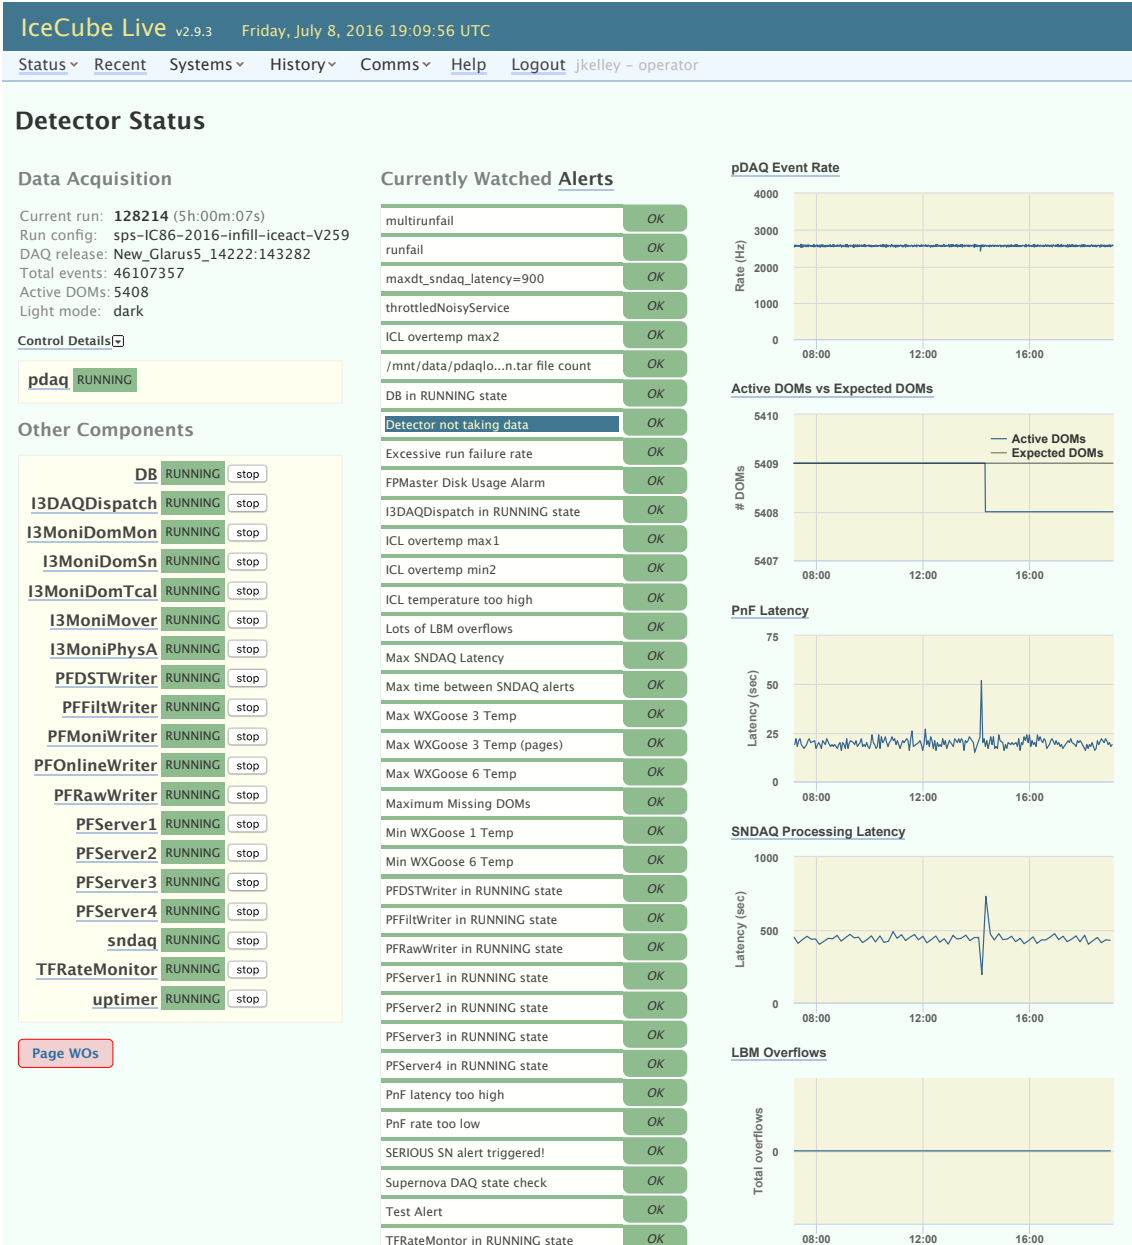 IceCube Live v2.9.3 Friday, July 8, 2016 19:09:56 UTC
Status Recent Systems History Comms Help Logout jkelley – operator
Detector Status
Data Acquisition
Current run: 128214 (5h:00m:07s)
Run config: sps-IC86-2016-infill-iceact-V259
DAQ release: New_Glarus5_14222:143282
Total events: 46107357
Active DOMs: 5408
Light mode: dark
Control Details
pdaq RUNNING
Other Components
DB RUNNING stop
I3DAQDispatch RUNNING stop
I3MoniDomMon RUNNING stop
I3MoniDomSn RUNNING stop
I3MoniDomTcal RUNNING stop
I3MoniMover RUNNING stop
I3MoniPhysA RUNNING stop
PFDSTWriter RUNNING stop
PFFiltWriter RUNNING stop
PFMoniWriter RUNNING stop
PFOnlineWriter RUNNING stop
PFRawWriter RUNNING stop
PFServer1 RUNNING stop
PFServer2 RUNNING stop
PFServer3 RUNNING stop
PFServer4 RUNNING stop
sndaq RUNNING stop
TFRateMonitor RUNNING stop
uptimer RUNNING stop
Page WOs
Currently Watched Alerts
multirunfail OK
runfail OK
maxdt_sndaq_latency=900 OK
throttledNoisyService OK
ICL overtemp max2 OK
/mnt/data/pdaqlo...n.tar file count OK
DB in RUNNING state OK
Detector not taking data OK
Excessive run failure rate OK
FPMaster Disk Usage Alarm OK
I3DAQDispatch in RUNNING state OK
ICL overtemp max1 OK
ICL overtemp min2 OK
ICL temperature too high OK
Lots of LBM overflows OK
Max SNDAQ Latency OK
Max time between SNDAQ alerts OK
Max WXGoose 3 Temp OK
Max WXGoose 3 Temp (pages) OK
Max WXGoose 6 Temp OK
Maximum Missing DOMs OK
Min WXGoose 1 Temp OK
Min WXGoose 6 Temp OK
PFDSTWriter in RUNNING state OK
PFFiltWriter in RUNNING state OK
PFRawWriter in RUNNING state OK
PFServer1 in RUNNING state OK
PFServer2 in RUNNING state OK
PFServer3 in RUNNING state OK
PFServer4 in RUNNING state OK
PnF latency too high OK
PnF rate too low OK
SERIOUS SN alert triggered! OK
Supernova DAQ state check OK
Test Alert OK
TFRateMontor in RUNNING state OK
pDAQ Event Rate
4000
3000
2000
1000
0
Rate (Hz)
08:00 12:00 16:00
Active DOMs vs Expected DOMs
5410
5409
5408
5407
# DOMs
Active DOMs
Expected DOMs
08:00 12:00 16:00
PnF Latency
75
50
25
0
Latency (sec)
08:00 12:00 16:00
SNDAQ Processing Latency
1000
500
0
Latency (sec)
08:00 12:00 16:00
LBM Overflows
0
Total overflows
08:00 12:00 16:00